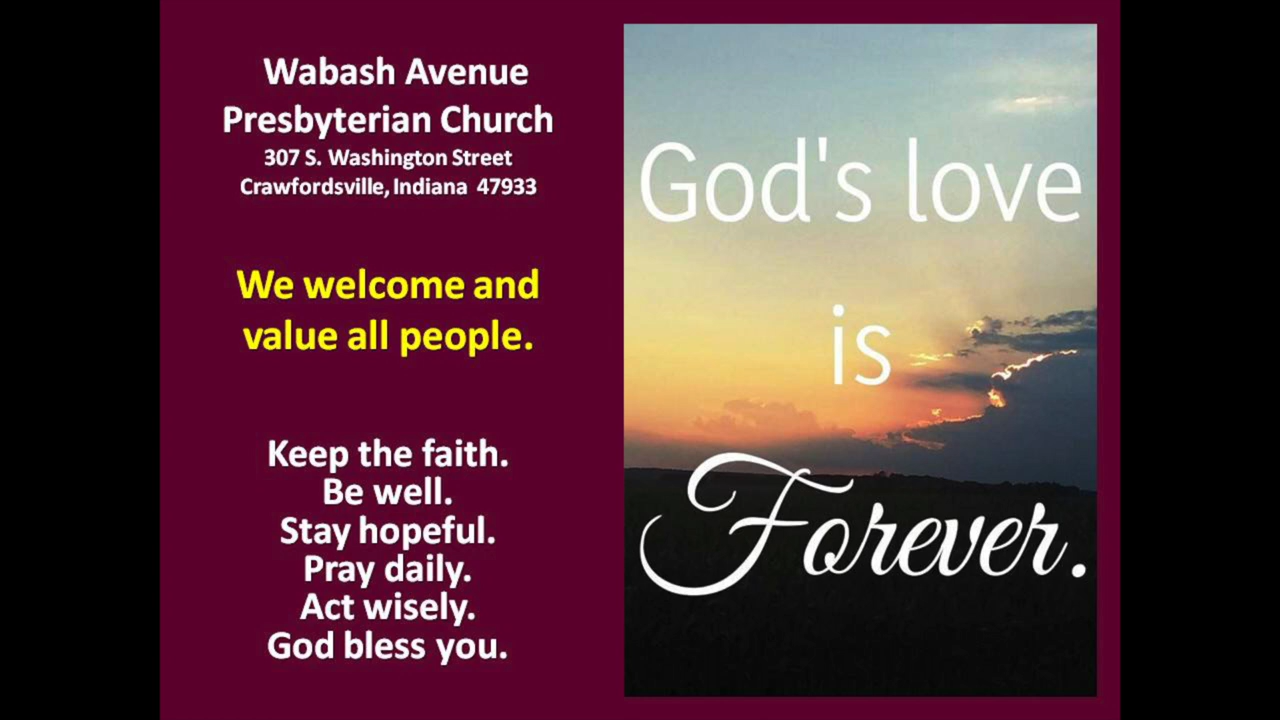 Wabash Avenue
Presbyterian Church
307 S. Washington Street
Crawfordsville, Indiana 47933
We welcome and
value all people.
Keep the faith.
Be well.
Stay hopeful.
Pray daily.
Act wisely.
God bless you.
God's love
is
Forever.